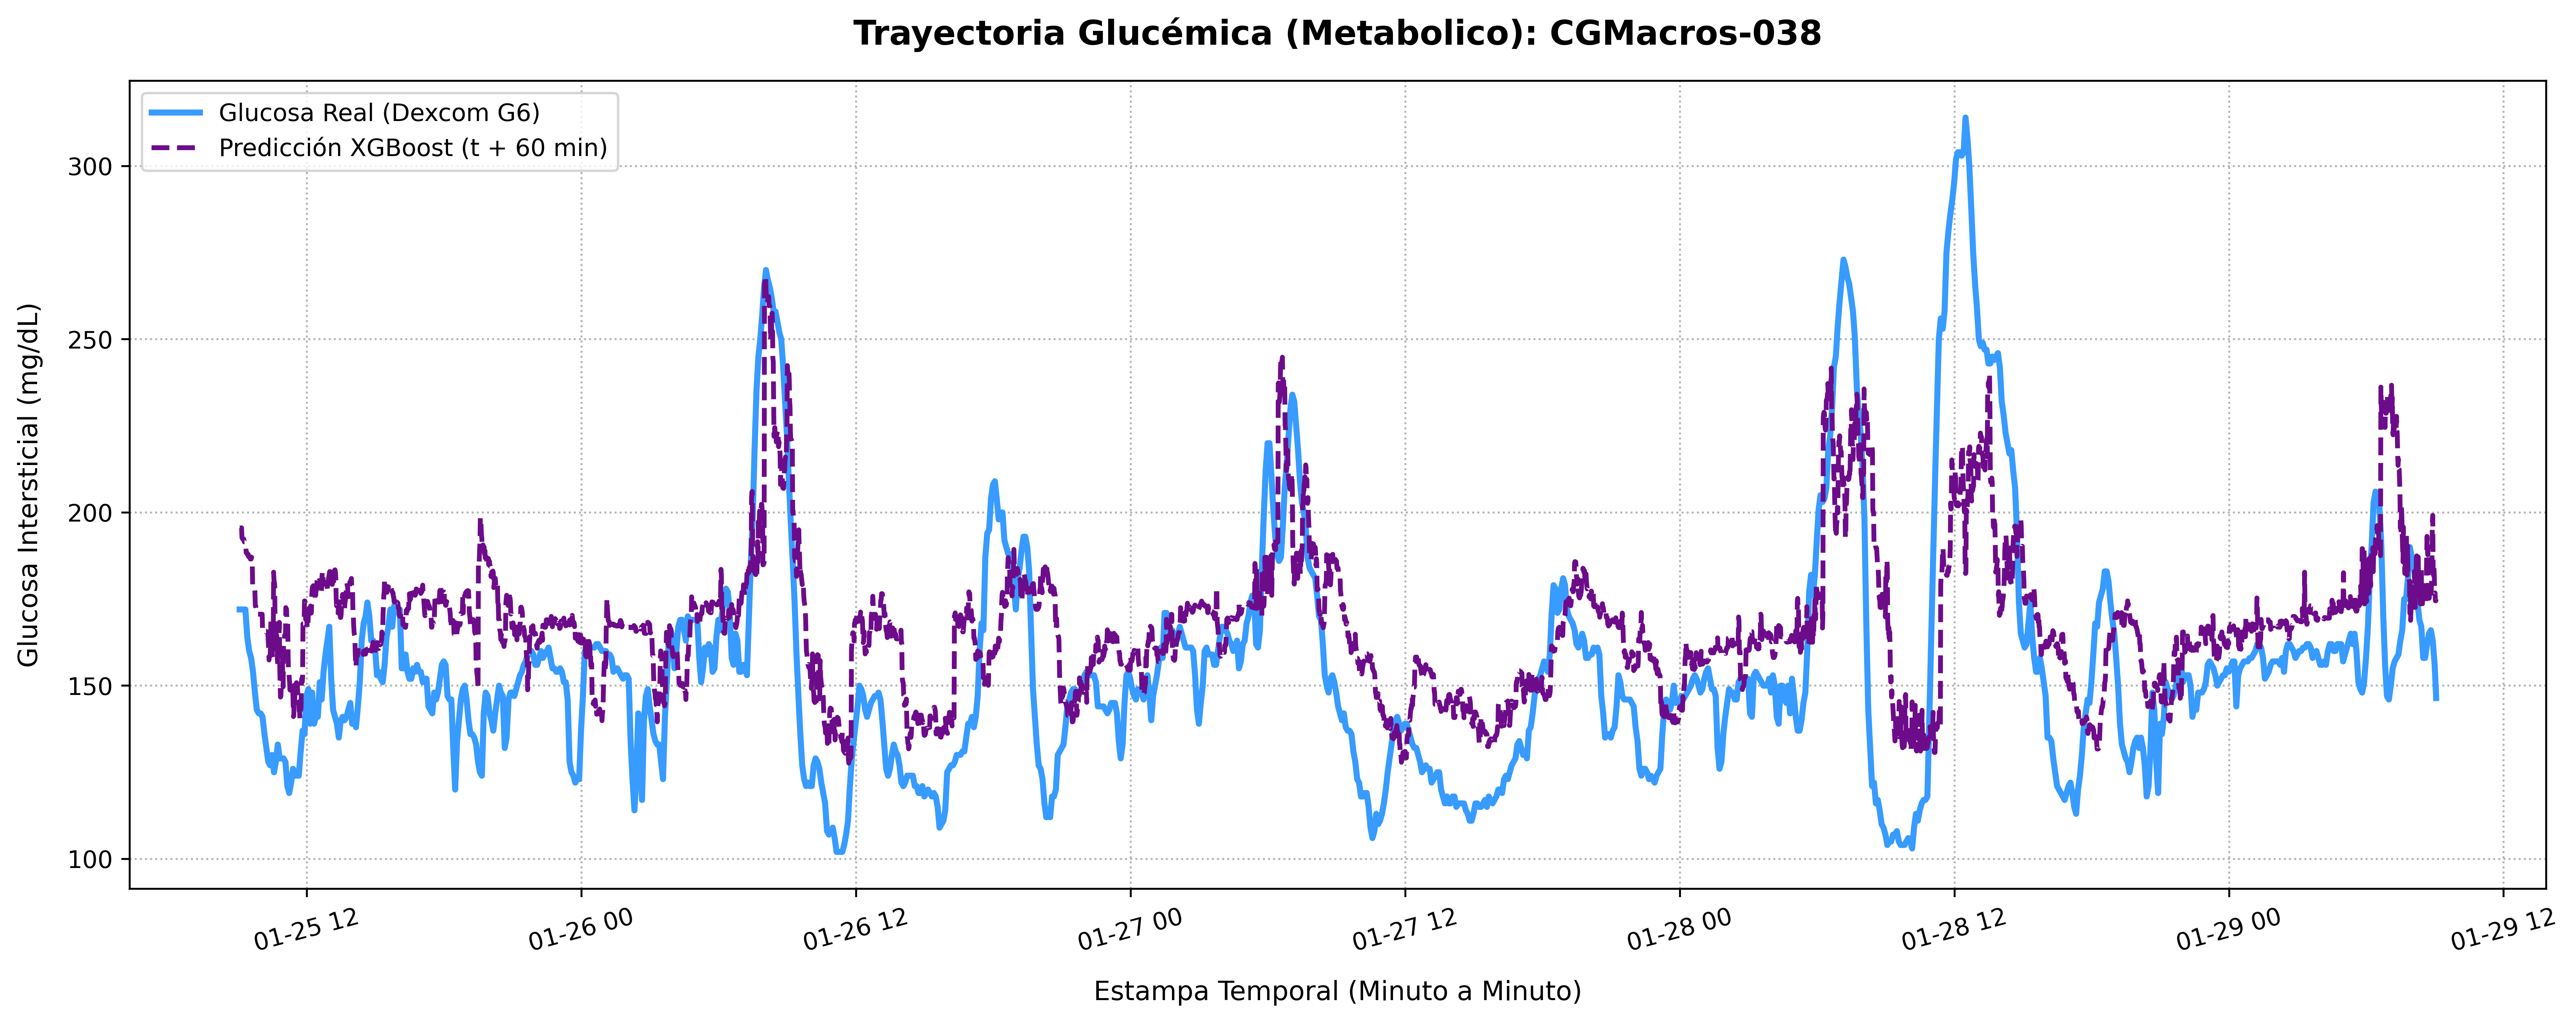 Trayectoria Glucémica (Metabolico): CGMacros-038
Glucosa Real (Dexcom G6)
Predicción XGBoost (t + 60 min)
Glucosa Intersticial (mg/dL)
300
250
200
150
100
01-25 12
01-26 00
01-26 12
01-27 00
01-27 12
01-28 00
01-28 12
01-29 00
01-29 12
Estampa Temporal (Minuto a Minuto)